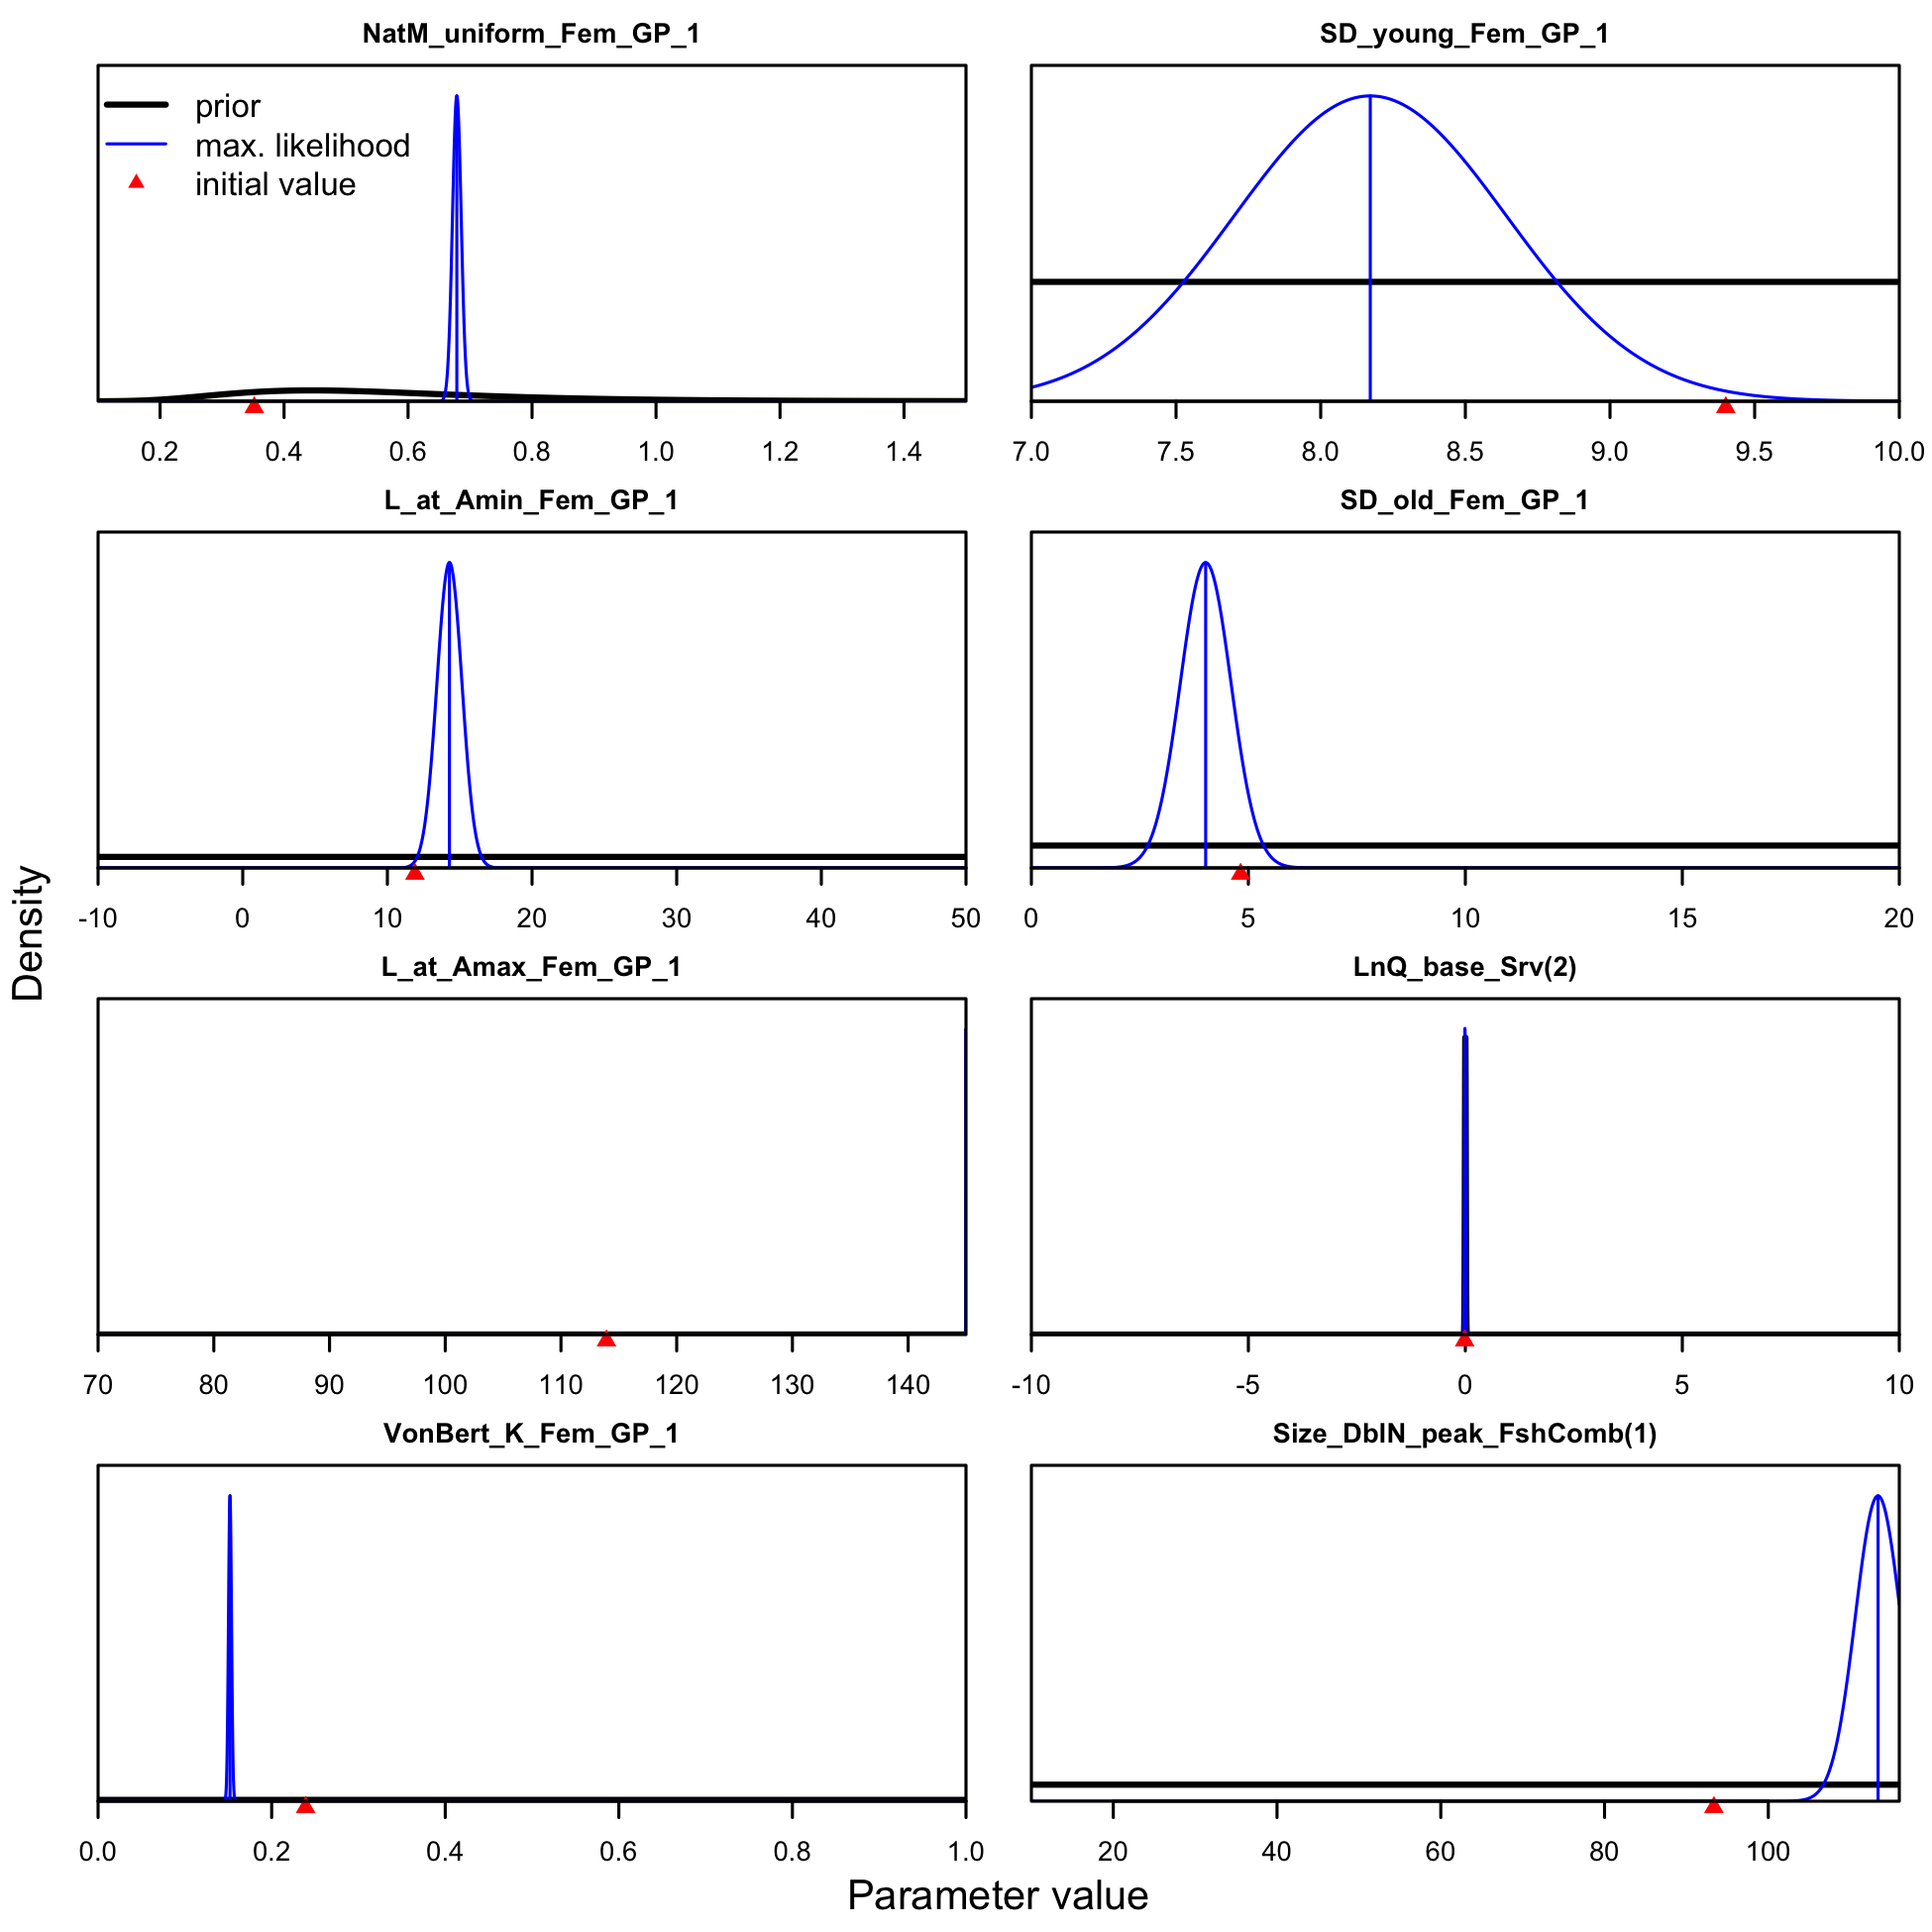 NatM_uniform_Fem_GP_1
prior
max. likelihood
initial value
0.2 0.4 0.6 0.8 1.0 1.2 1.4
SD_young_Fem_GP_1
7.0 7.5 8.0 8.5 9.0 9.5 10.0
L_at_Amin_Fem_GP_1
-10 0 10 20 30 40 50
SD_old_Fem_GP_1
0 5 10 15 20
L_at_Amax_Fem_GP_1
70 80 90 100 110 120 130 140
LnQ_base_Srv(2)
-10 -5 0 5 10
VonBert_K_Fem_GP_1
0.0 0.2 0.4 0.6 0.8 1.0
Size_DblN_peak_FshComb(1)
20 40 60 80 100
Density
Parameter value